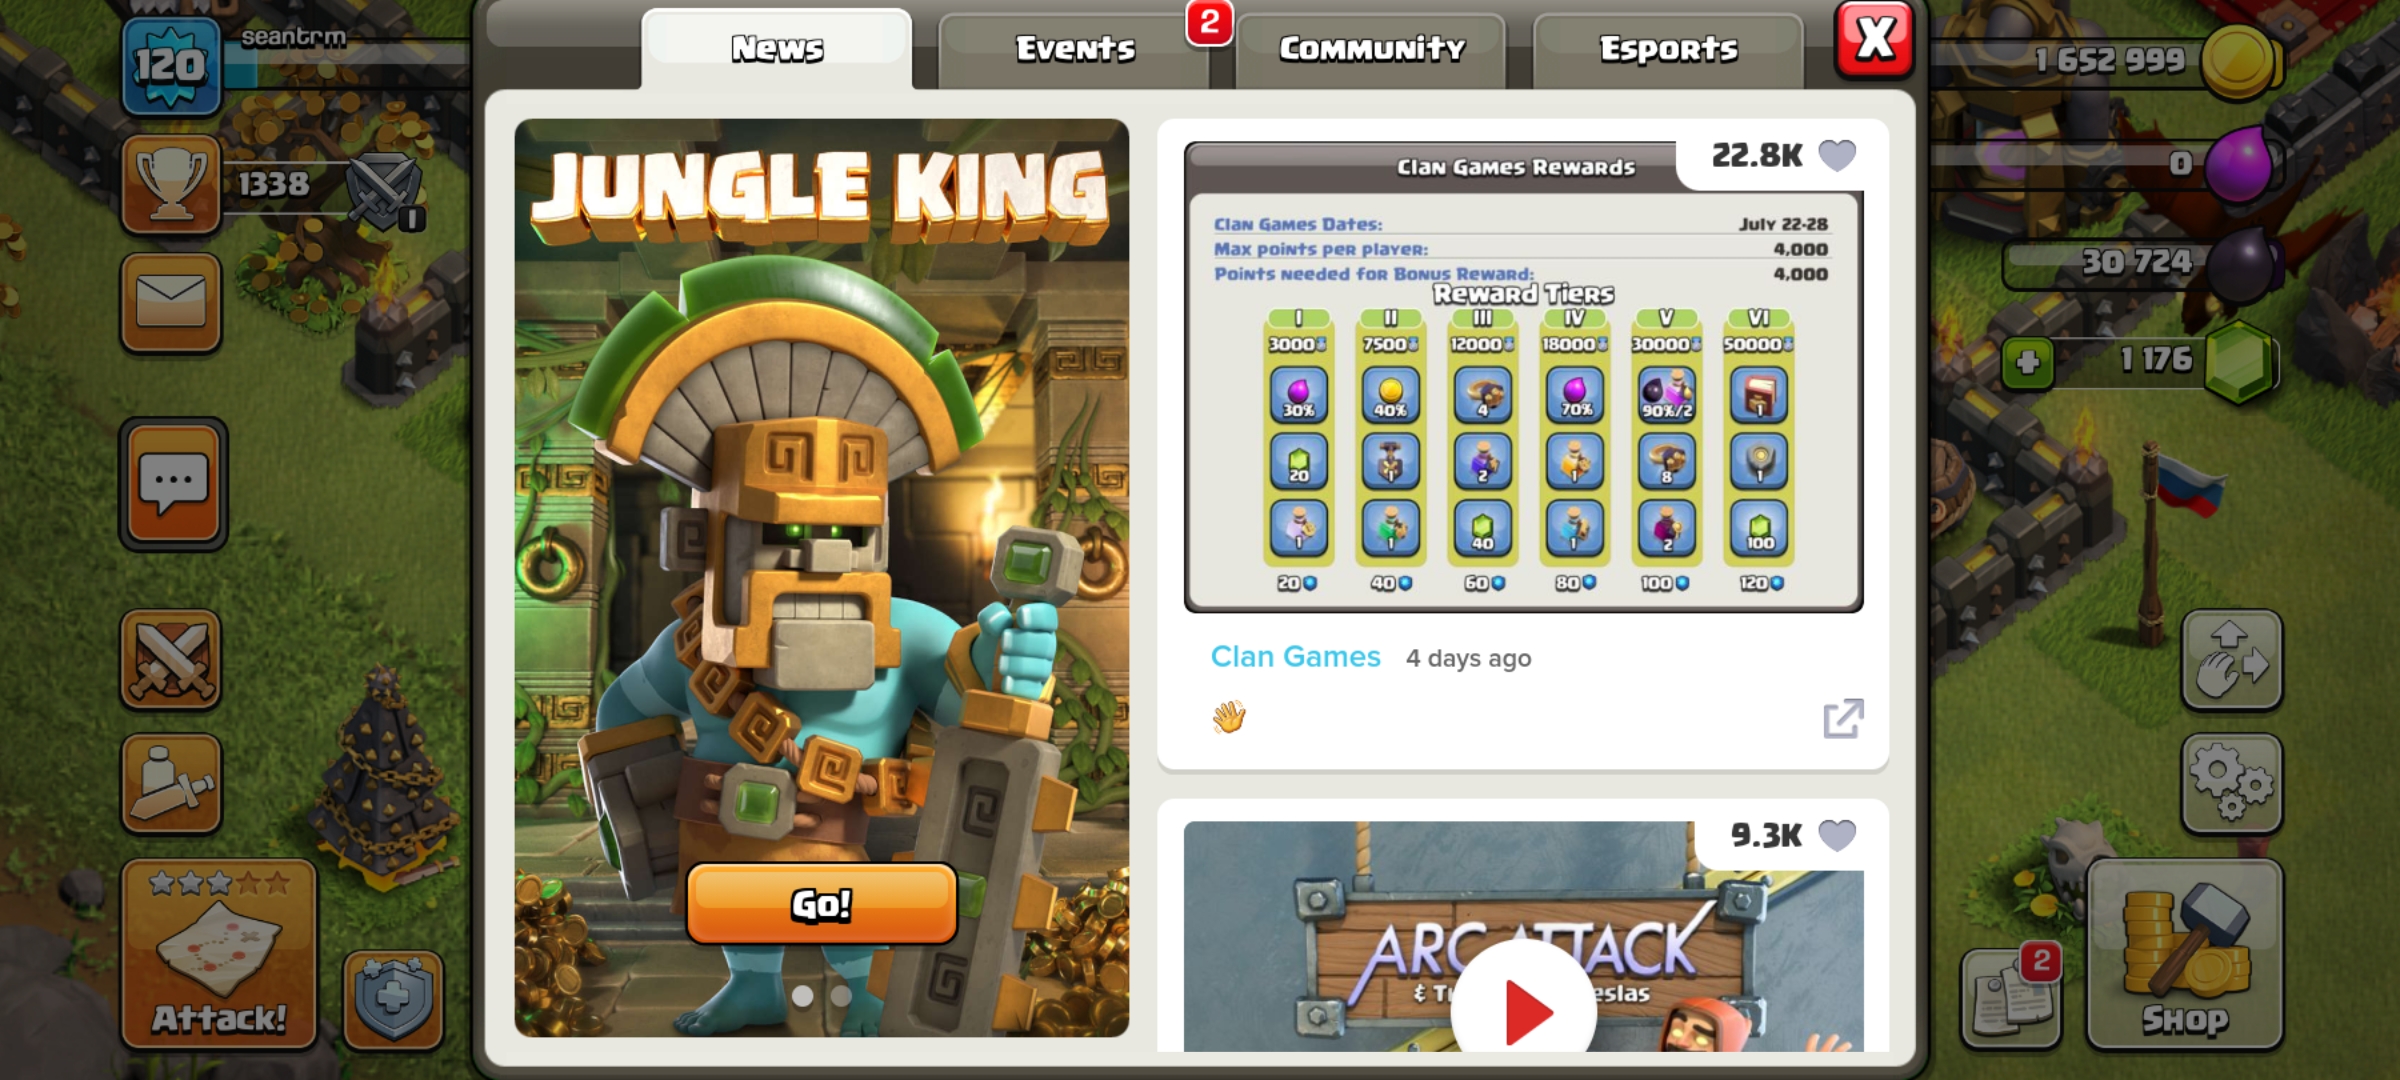 120
seantrm
1338
I
Attack!
News
Events
2
Community
Esports
X
JUNGLE KING
Go!
22.8K
Clan Games Rewards
Clan Games Dates: July 22-28
Max points per player: 4,000
Points needed for Bonus Reward: 4,000
Reward Tiers
I II III IV V VI
3000 7500 12000 18000 30000 50000
30% 40% 4 70% 90%/2 1
20 1 2 1 8 1
1 1 40 1 2 100
20 40 60 80 100 120
Clan Games 4 days ago
9.3K
ARC ATTACK
&
1 652 999
0
30 724
1 176
2
Shop